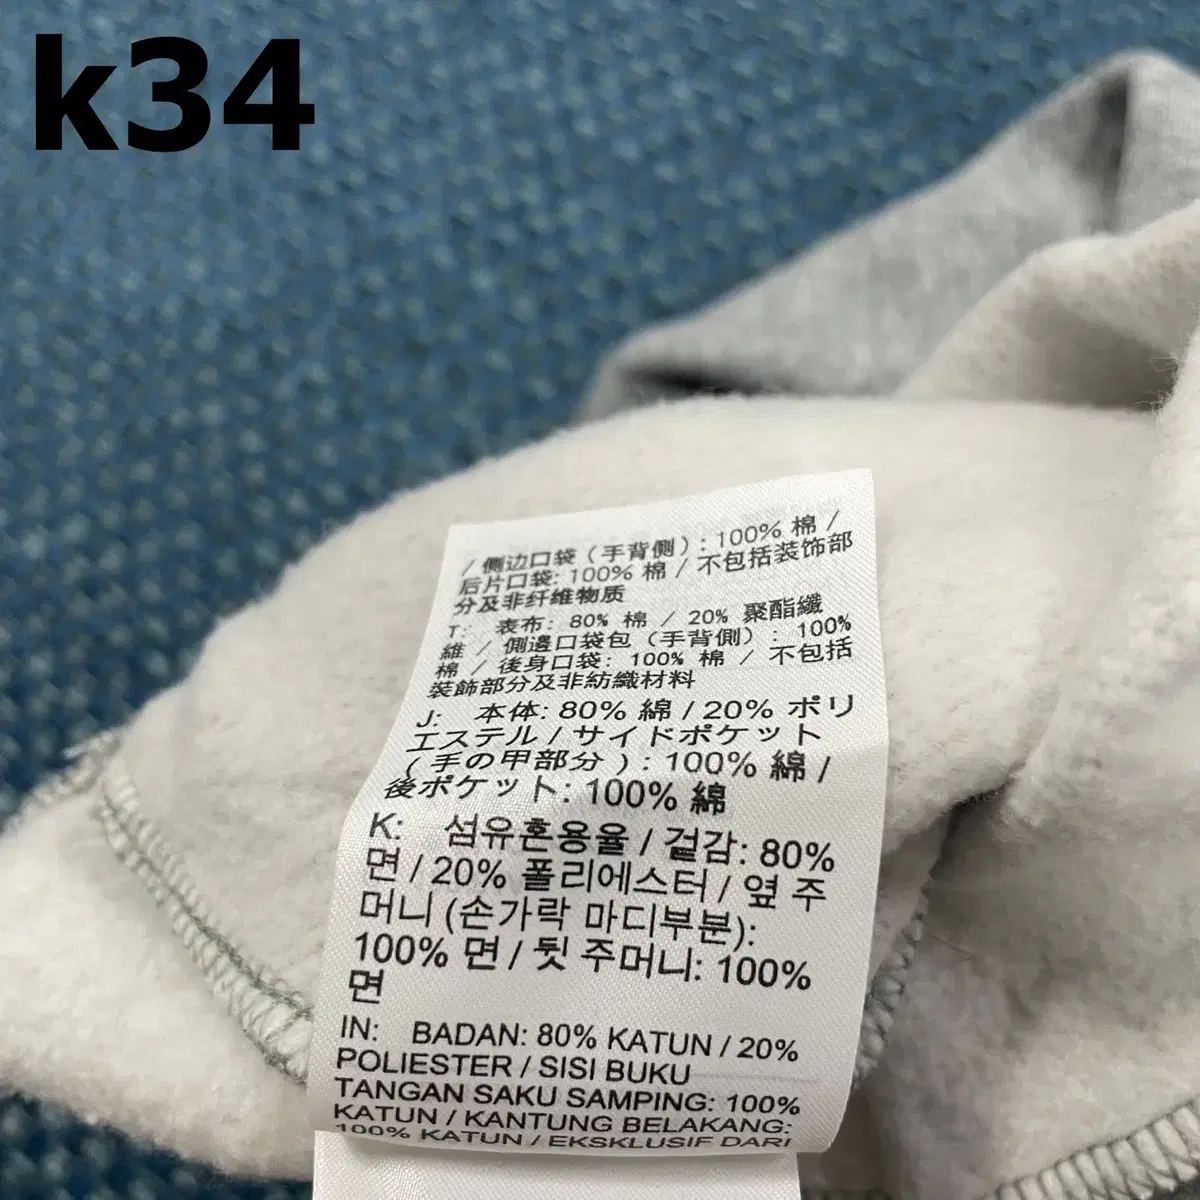 k34
/ 侧边口袋 (手背侧) : 100% 棉 /
后片口袋: 100% 棉 / 不包括装饰部
分及非纤维物质
T: 表布: 80% 棉 / 20% 聚酯纖
維 / 側邊口袋包 (手背側) : 100%
棉 / 後身口袋: 100% 棉 / 不包括
裝飾部分及非紡織材料
J: 本体: 80% 綿 / 20% ポリ
エステル / サイドポケット
(手の甲部分) : 100% 綿 /
後ポケット: 100% 綿
K: 섬유혼용율 / 겉감: 80%
면 / 20% 폴리에스터 / 옆 주
머니 (손가락 마디부분):
100% 면 / 뒷 주머니: 100%
면
IN: BADAN: 80% KATUN / 20%
POLIESTER / SISI BUKU
TANGAN SAKU SAMPING: 100%
KATUN / KANTUNG BELAKANG:
100% KATUN / EKSKLUSIF DARI